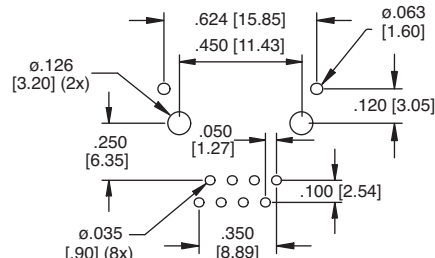 .624 [15.85]
ø.063
[1.60]
.450 [11.43]
ø.126
[3.20] (2x)
.120 [3.05]
.250
[6.35]
.050
[1.27]
.100 [2.54]
ø.035
[.90] (8x)
.350
[8.89]